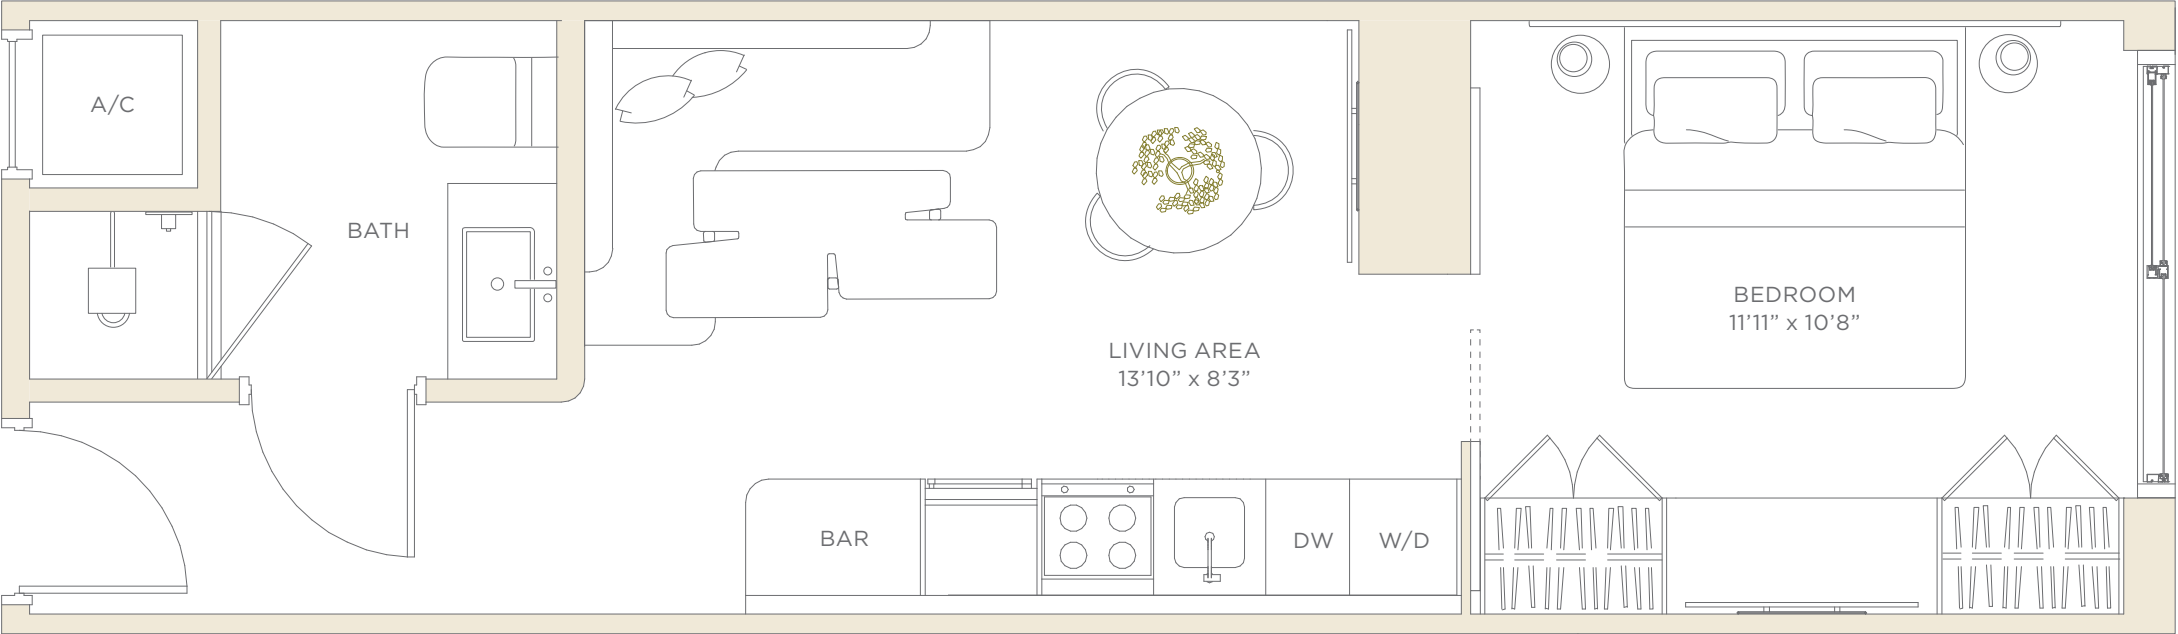 A/C
BATH
BEDROOM
11’11” x 10’8”
LIVING AREA
13’10” x 8’3”
BAR
DW
W/D